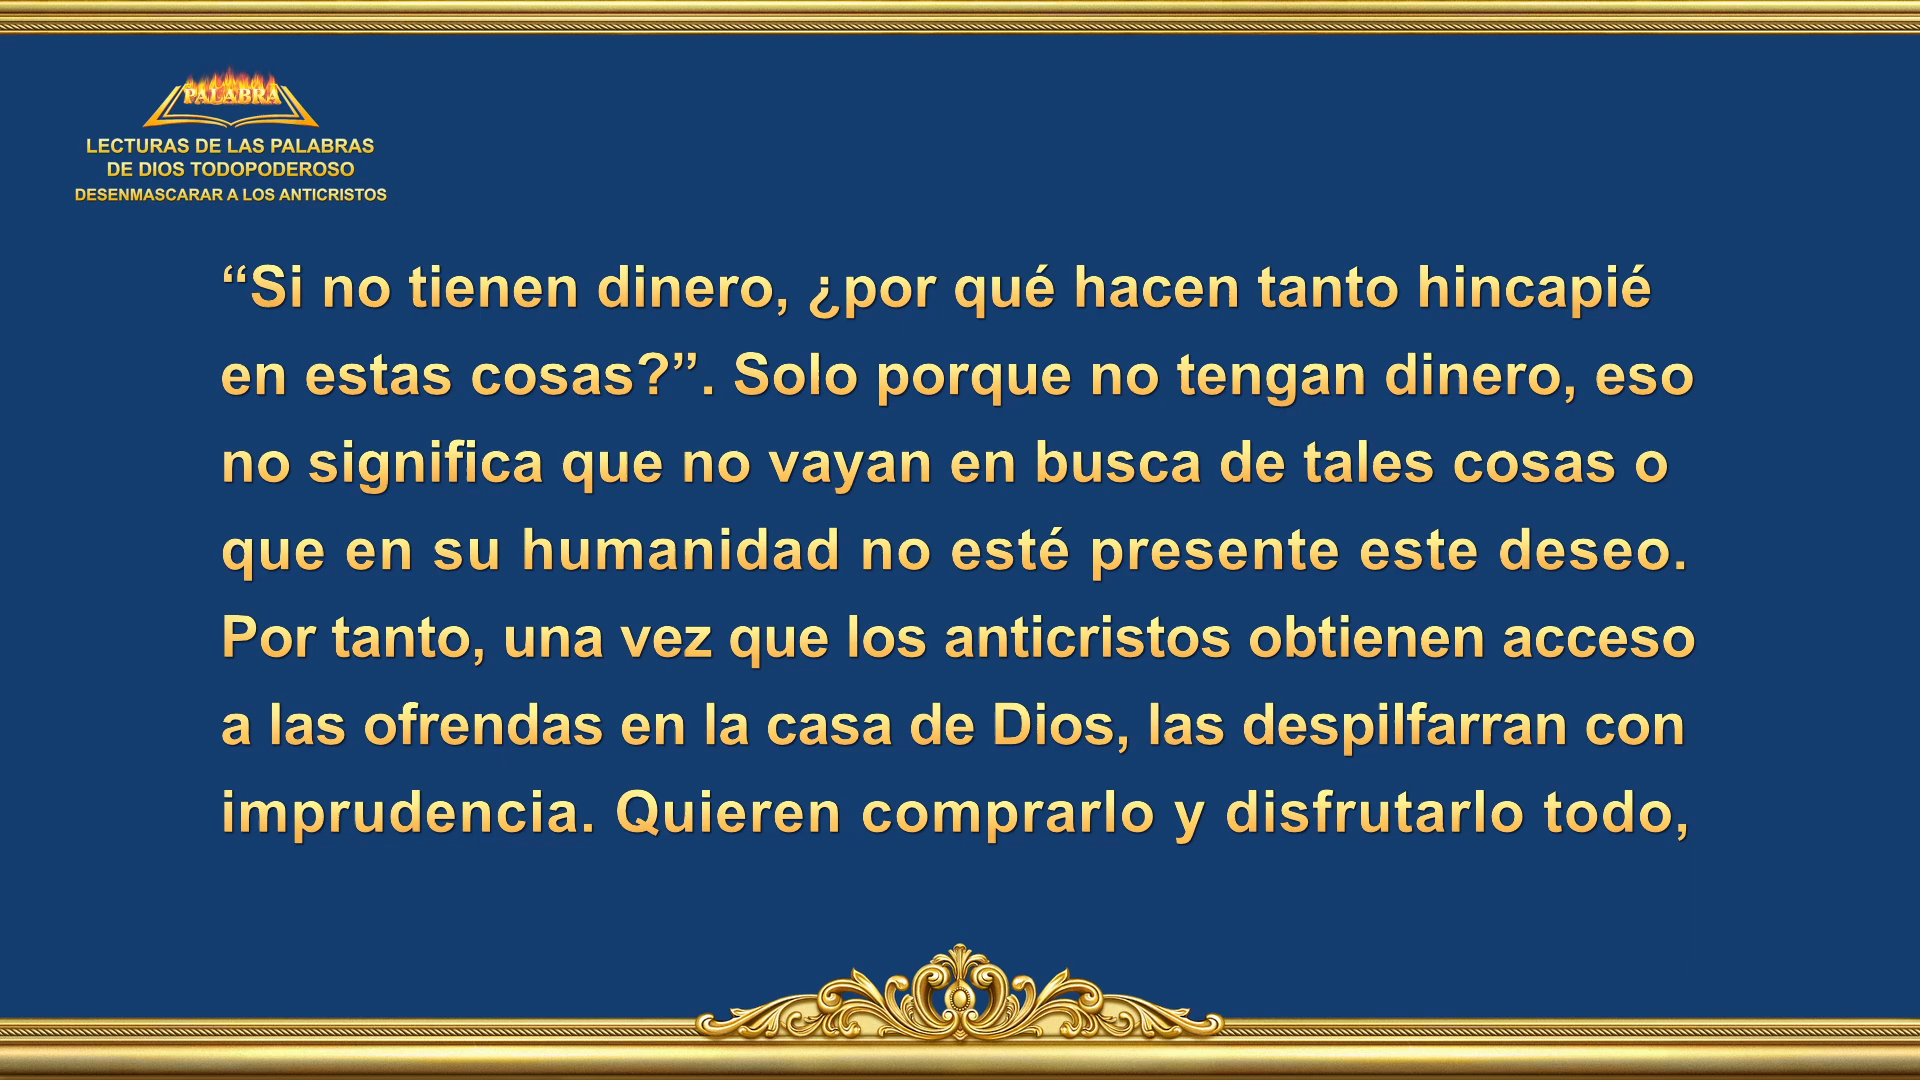 PALABRA
LECTURAS DE LAS PALABRAS
DE DIOS TODOPODEROSO
DESENMASCARAR A LOS ANTICRISTOS
“Si no tienen dinero, ¿por qué hacen tanto hincapié
en estas cosas?”. Solo porque no tengan dinero, eso
no significa que no vayan en busca de tales cosas o
que en su humanidad no esté presente este deseo.
Por tanto, una vez que los anticristos obtienen acceso
a las ofrendas en la casa de Dios, las despilfarran con
imprudencia. Quieren comprarlo y disfrutarlo todo,